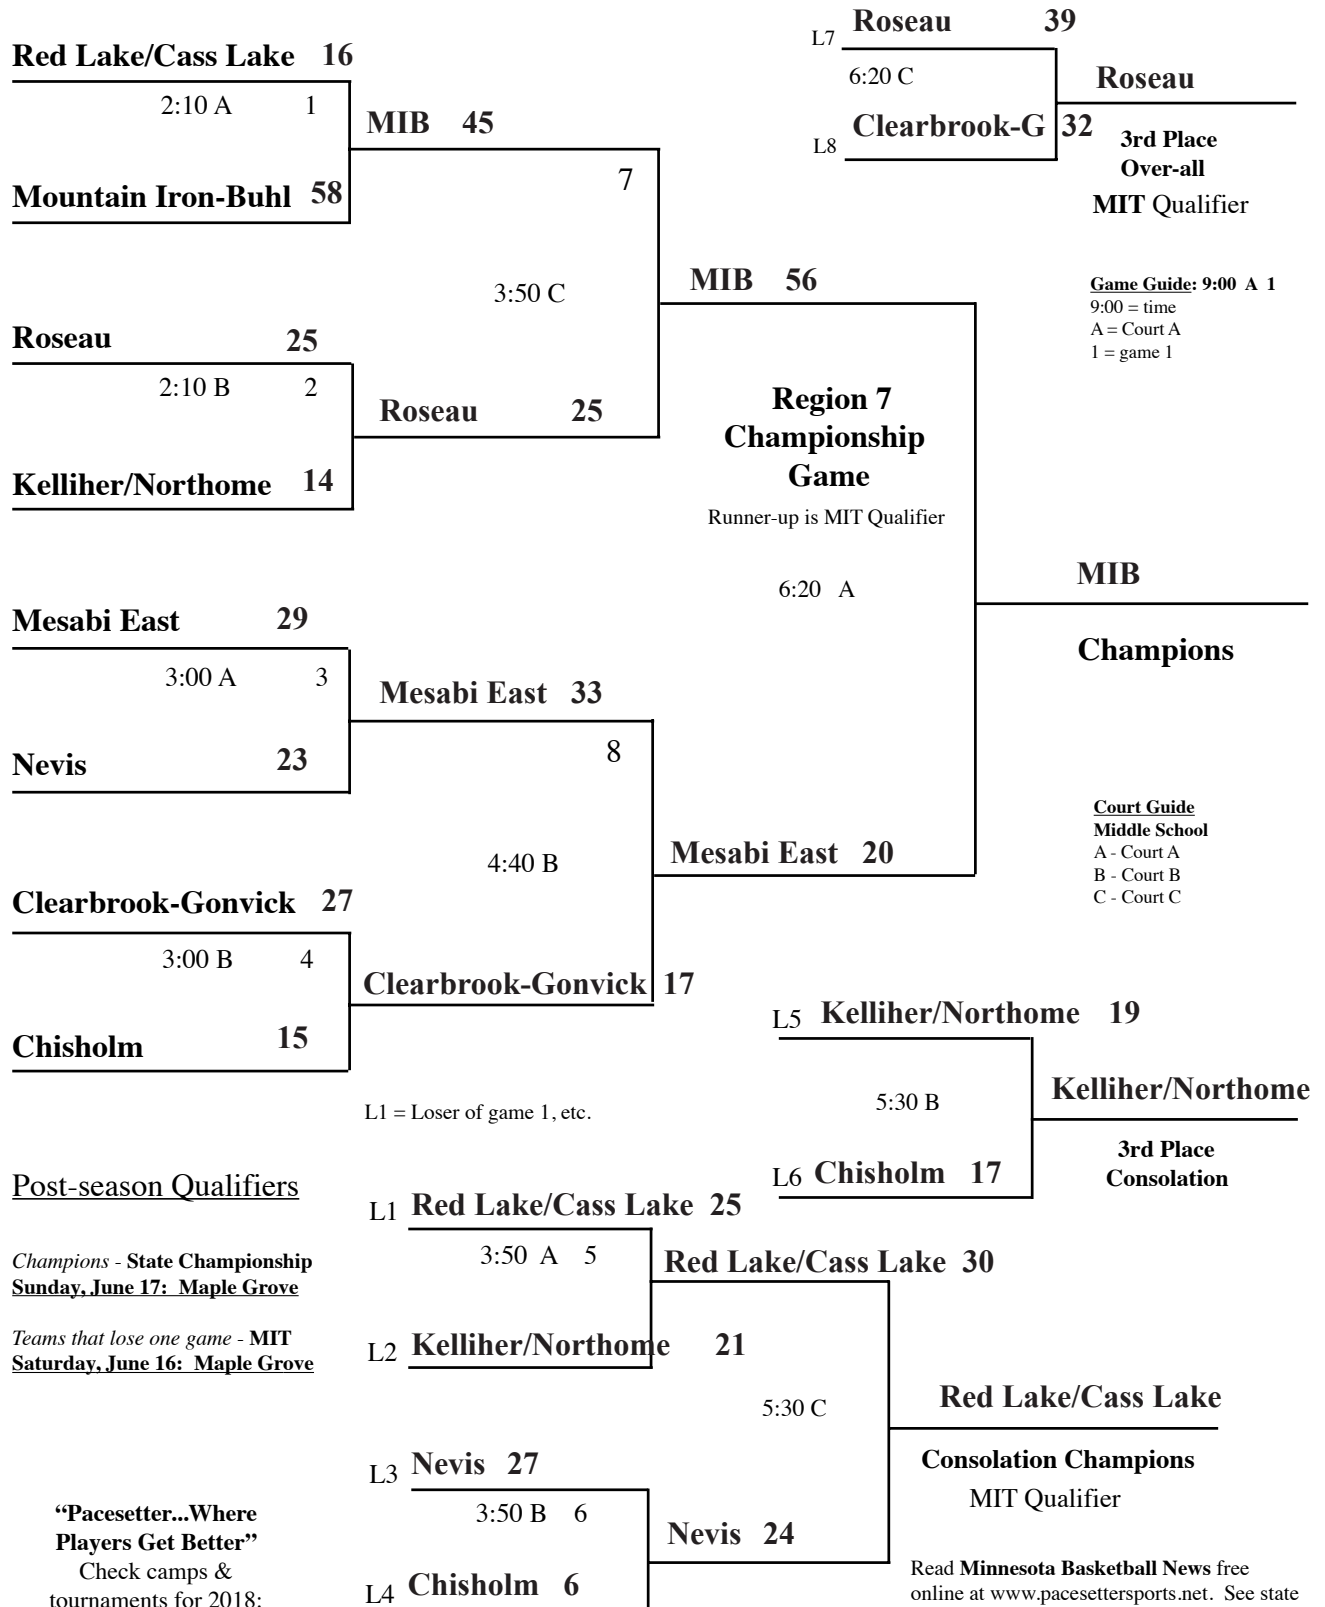 Red Lake/Cass Lake 16
2:10 A 1
Mountain Iron-Buhl 58
MIB 45
7
Roseau 25
2:10 B 2
Kelliher/Northome 14
Roseau 25
3:50 C
MIB 56
Region 7
Championship
Game
Runner-up is MIT Qualifier
6:20 A
Mesabi East 29
3:00 A 3
Nevis 23
Mesabi East 33
8
4:40 B
Clearbrook-Gonvick 27
3:00 B 4
Chisholm 15
Clearbrook-Gonvick 17
Mesabi East 20
MIB
Champions
L7 Roseau 39
6:20 C
L8 Clearbrook-G 32
Roseau
3rd Place
Over-all
MIT Qualifier
Game Guide: 9:00 A 1
9:00 = time
A = Court A
1 = game 1
Court Guide
Middle School
A - Court A
B - Court B
C - Court C
L5 Kelliher/Northome 19
5:30 B
L6 Chisholm 17
Kelliher/Northome
3rd Place
Consolation
L1 = Loser of game 1, etc.
Post-season Qualifiers
Champions - State Championship
Sunday, June 17: Maple Grove
Teams that lose one game - MIT
Saturday, June 16: Maple Grove
L1 Red Lake/Cass Lake 25
3:50 A 5
L2 Kelliher/Northome 21
Red Lake/Cass Lake 30
5:30 C
L3 Nevis 27
3:50 B 6
L4 Chisholm 6
Nevis 24
Red Lake/Cass Lake
Consolation Champions
MIT Qualifier
“Pacesetter...Where
Players Get Better”
Check camps &
tournaments for 2018:
Read Minnesota Basketball News free
online at www.pacesettersports.net. See state